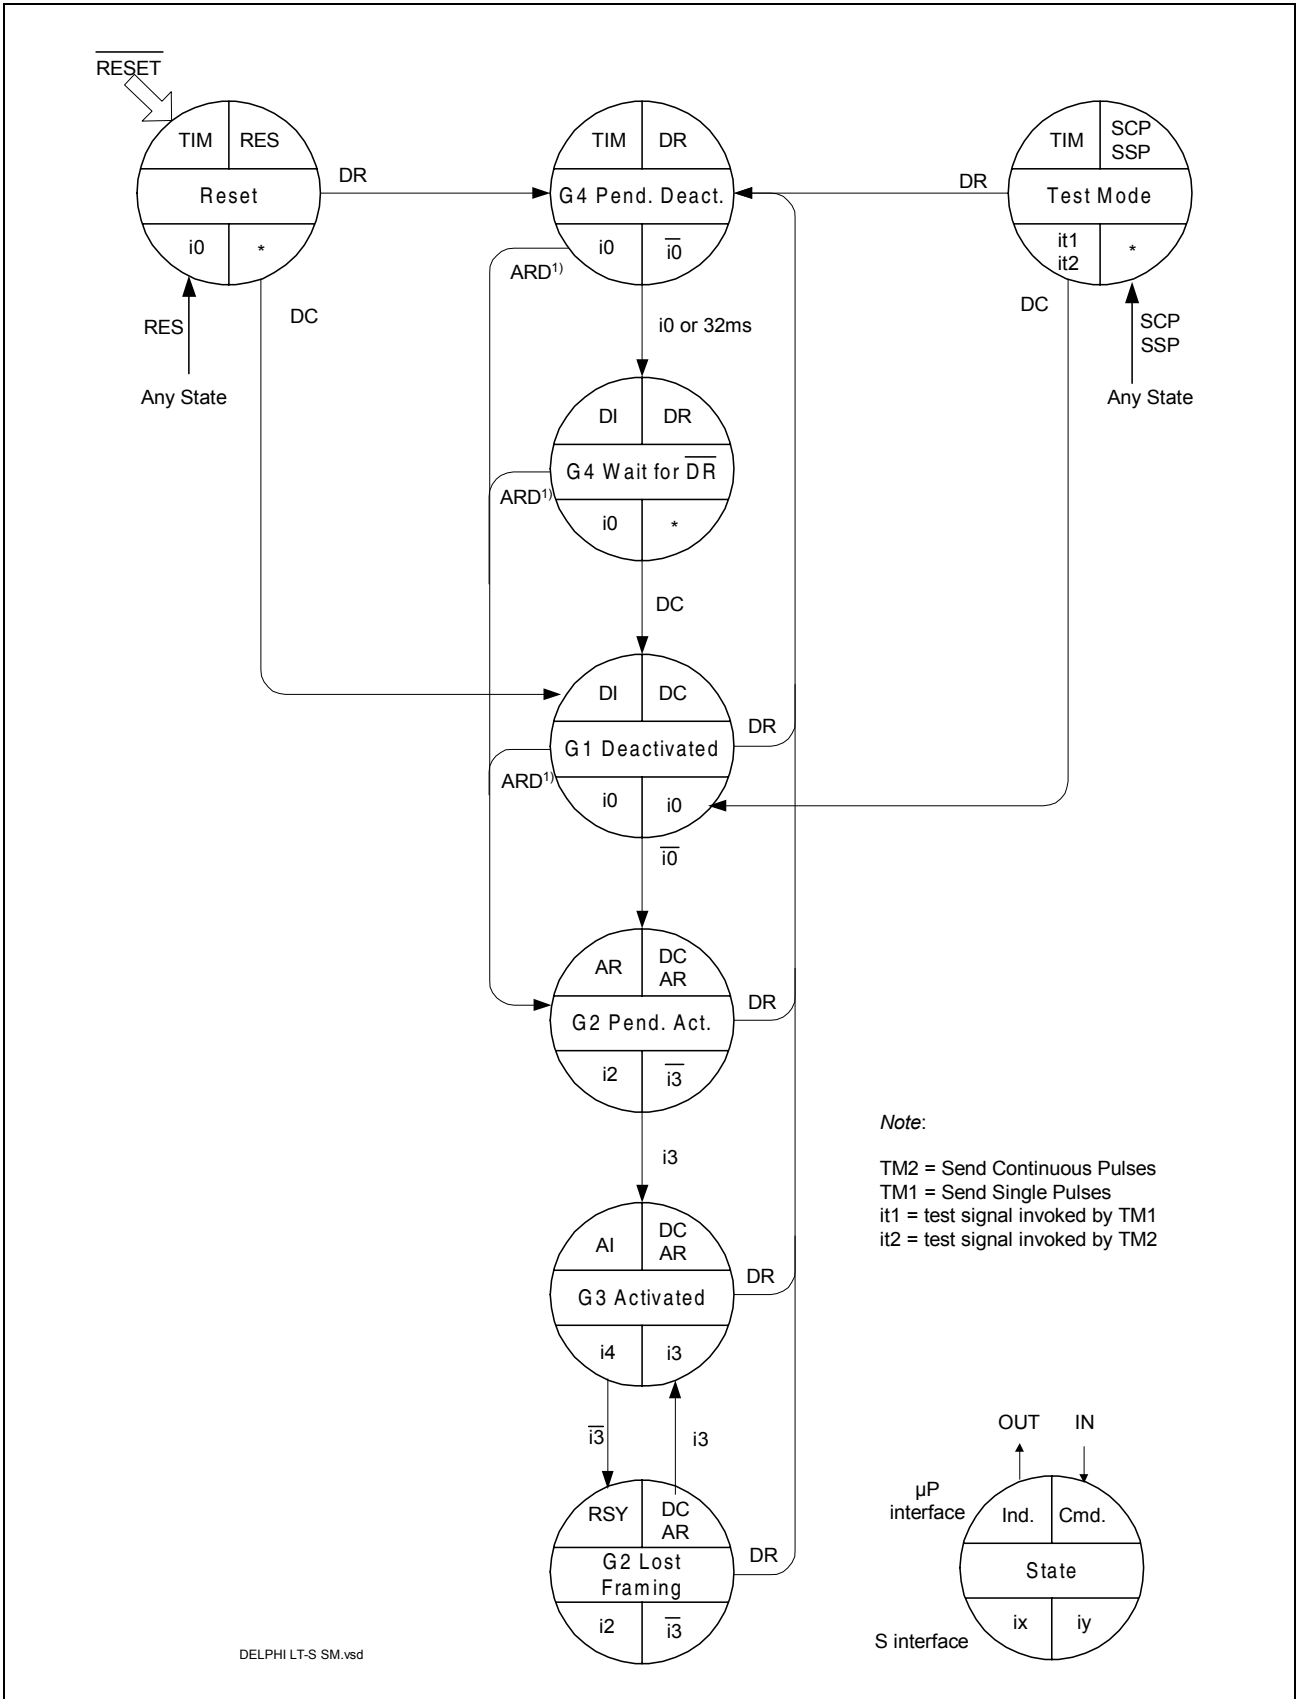 RESET
TIM RES
Reset
i0 *
DR
RES
Any State
DC
TIM DR
G4 Pend. Deact.
i0 i0
ARD1)
i0 or 32ms
DR
TIM SCP
SSP
Test Mode
it1
it2 *
DC
SCP
SSP
Any State
DI DR
G4 Wait for DR
i0 *
ARD1)
DC
DI DC
G1 Deactivated
i0 i0
ARD1)
DR
i0
AR DC
AR
G2 Pend. Act.
i2 i3
DR
i3
AI DC
AR
G3 Activated
i4 i3
DR
i3 i3
RSY DC
AR
G2 Lost
Framing
i2 i3
DR
Note:
TM2 = Send Continuous Pulses
TM1 = Send Single Pulses
it1 = test signal invoked by TM1
it2 = test signal invoked by TM2
OUT IN
µP
interface
Ind. Cmd.
State
ix iy
S interface
DELPHI LT-S SM.vsd